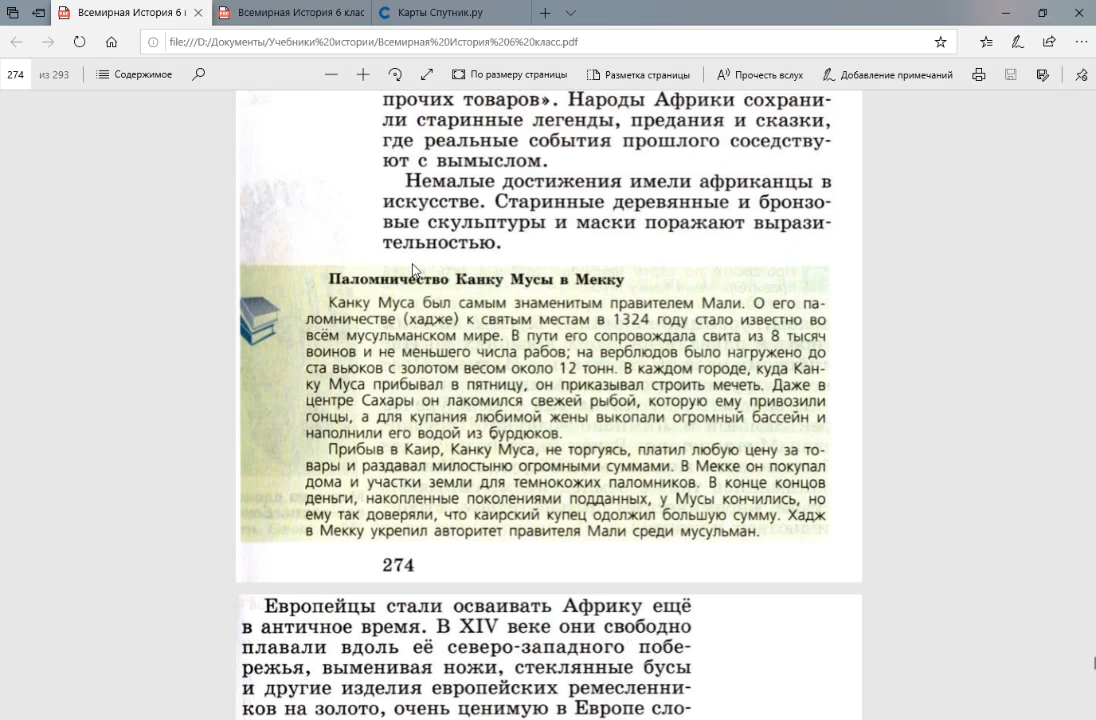 Всемирная История 6 к
Всемирная История 6 клас
Карты Спутник.ру
file:///D:/Документы/Учебники%20истории/Всемирная%20История%206%20класс.pdf
274 из 293 Содержимое По размеру страницы Разметка страницы Прочесть вслух Добавление примечаний
прочих товаров». Народы Африки сохрани-
ли старинные легенды, предания и сказки,
где реальные события прошлого соседству-
ют с вымыслом.
Немалые достижения имели африканцы в
искусстве. Старинные деревянные и бронзо-
вые скульптуры и маски поражают вырази-
тельностью.
Паломничество Канку Мусы в Мекку
Канку Муса был самым знаменитым правителем Мали. О его па-
ломничестве (хадже) к святым местам в 1324 году стало известно во
всём мусульманском мире. В пути его сопровождала свита из 8 тысяч
воинов и не меньшего числа рабов; на верблюдов было нагружено до
ста вьюков с золотом весом около 12 тонн. В каждом городе, куда Кан-
ку Муса прибывал в пятницу, он приказывал строить мечеть. Даже в
центре Сахары он лакомился свежей рыбой, которую ему привозили
гонцы, а для купания любимой жены выкопали огромный бассейн и
наполнили его водой из бурдюков.
Прибыв в Каир, Канку Муса, не торгуясь, платил любую цену за то-
вары и раздавал милостыню огромными суммами. В Мекке он покупал
дома и участки земли для темнокожих паломников. В конце концов
деньги, накопленные поколениями подданных, у Мусы кончились, но
ему так доверяли, что каирский купец одолжил большую сумму. Хадж
в Мекку укрепил авторитет правителя Мали среди мусульман.
274
Европейцы стали осваивать Африку ещё
в античное время. В XIV веке они свободно
плавали вдоль её северо-западного побе-
режья, выменивая ножи, стеклянные бусы
и другие изделия европейских ремесленни-
ков на золото, очень ценимую в Европе сло-